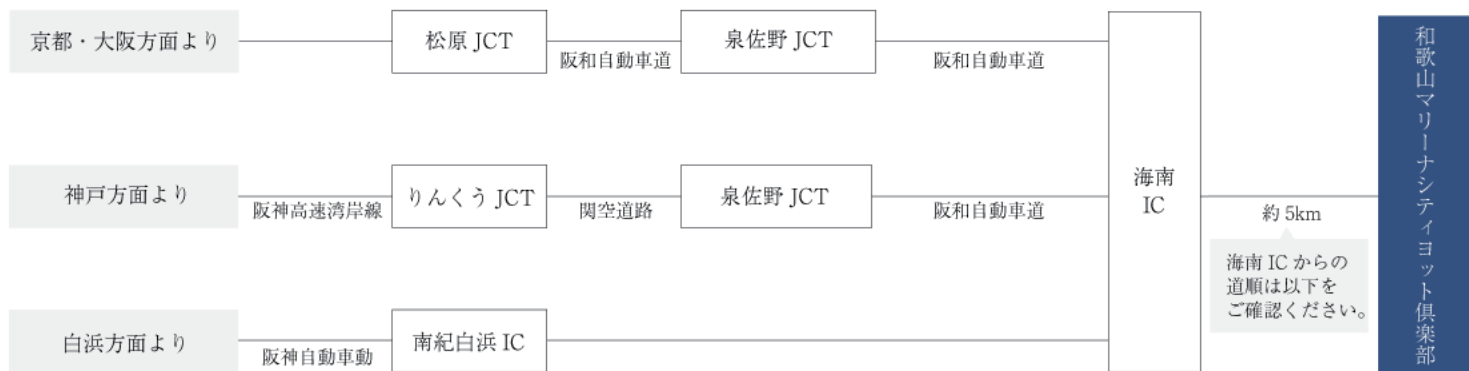 京都・大阪方面より
松原 JCT
阪和自動車道
泉佐野 JCT
阪和自動車道
神戸方面より
阪神高速湾岸線
りんくう JCT
関空道路
泉佐野 JCT
阪和自動車道
白浜方面より
阪神自動車動
南紀白浜 IC
海南
IC
約 5km
海南 IC からの
道順は以下を
ご確認ください。
和歌山マリーナシティヨット倶楽部